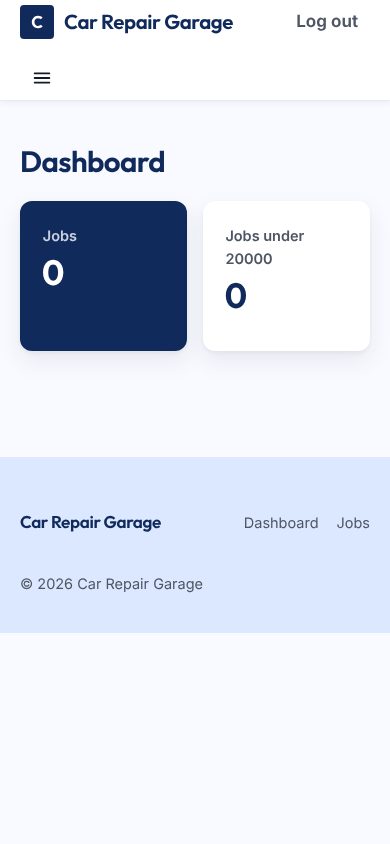 C Car Repair Garage Log out
Dashboard
Jobs
0
Jobs under
20000
0
Car Repair Garage Dashboard Jobs
© 2026 Car Repair Garage